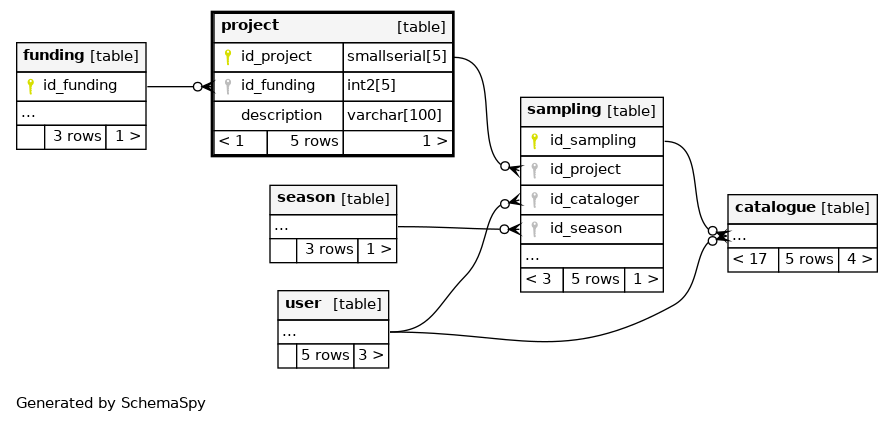 funding [table]
id_funding
...
3 rows 1 >
project [table]
id_project smallserial[5]
id_funding int2[5]
description varchar[100]
< 1 5 rows 1 >
season [table]
...
3 rows 1 >
user [table]
...
5 rows 3 >
sampling [table]
id_sampling
id_project
id_cataloger
id_season
...
< 3 5 rows 1 >
catalogue [table]
...
< 17 5 rows 4 >
Generated by SchemaSpy